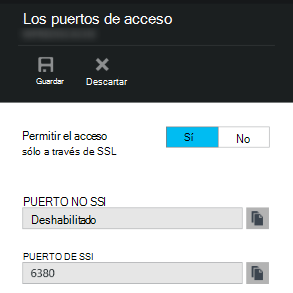 Los puertos de acceso
Guardar
Descartar
Permitir el acceso
sólo a través de SSL
Sí
No
PUERTO NO SSI
Deshabilitado
PUERTO DE SSI
6380